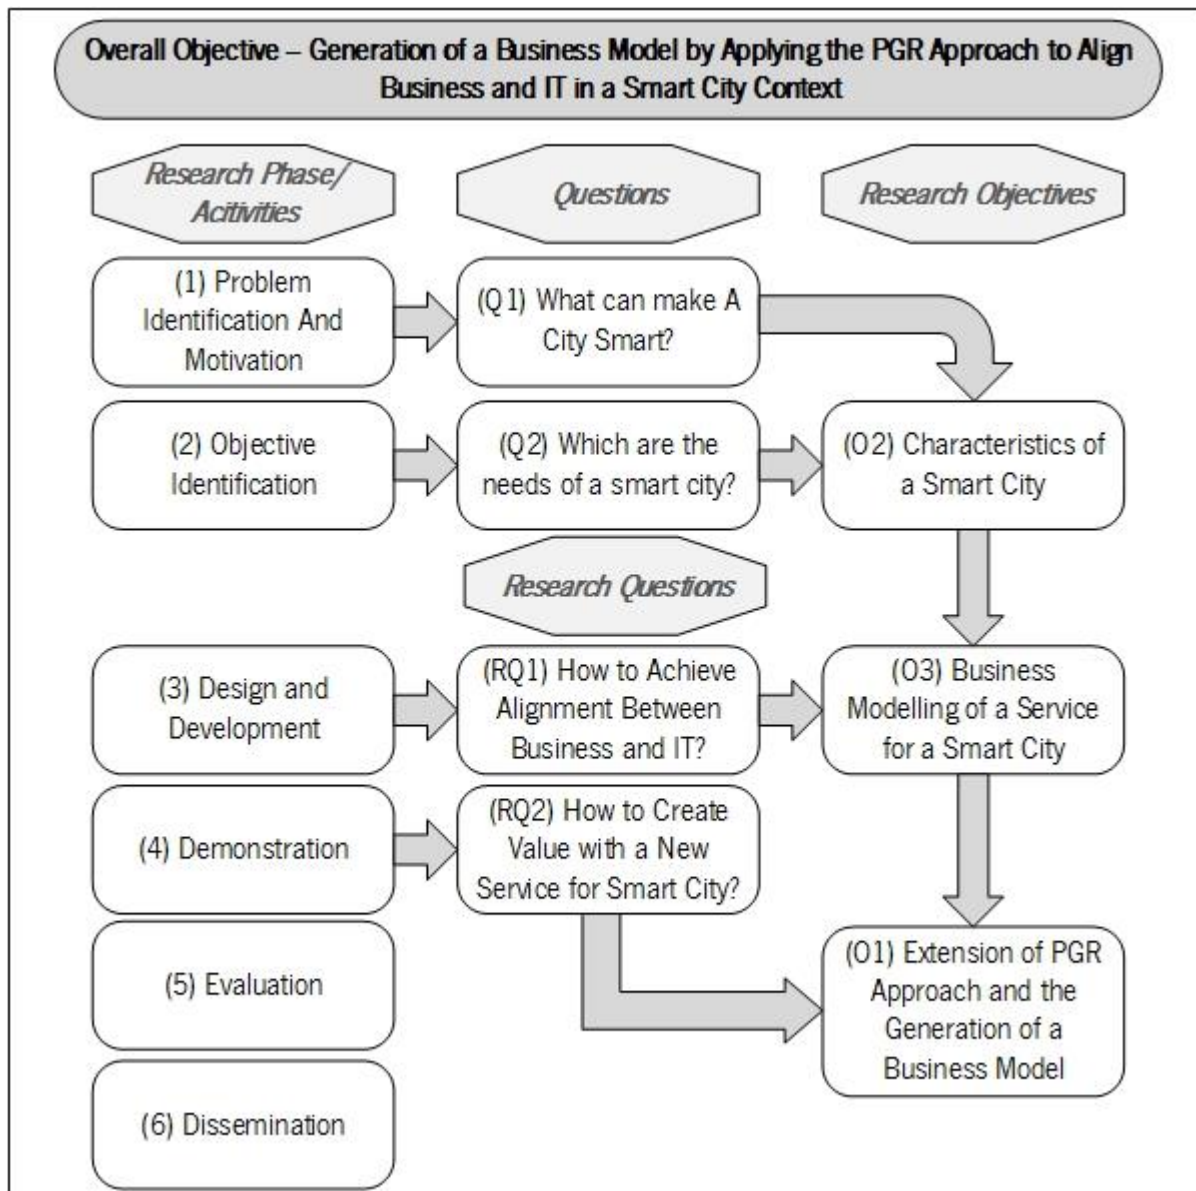 Overall Objective – Generation of a Business Model by Applying the PGR Approach to Align
Business and IT in a Smart City Context
Research Phase/
Acitivities
Questions
Research Objectives
(1) Problem
Identification And
Motivation
(Q1) What can make A
City Smart?
(2) Objective
Identification
(Q2) Which are the
needs of a smart city?
(O2) Characteristics of
a Smart City
Research Questions
(3) Design and
Development
(RQ1) How to Achieve
Alignment Between
Business and IT?
(O3) Business
Modelling of a Service
for a Smart City
(4) Demonstration
(RQ2) How to Create
Value with a New
Service for Smart City?
(5) Evaluation
(O1) Extension of PGR
Approach and the
Generation of a
Business Model
(6) Dissemination